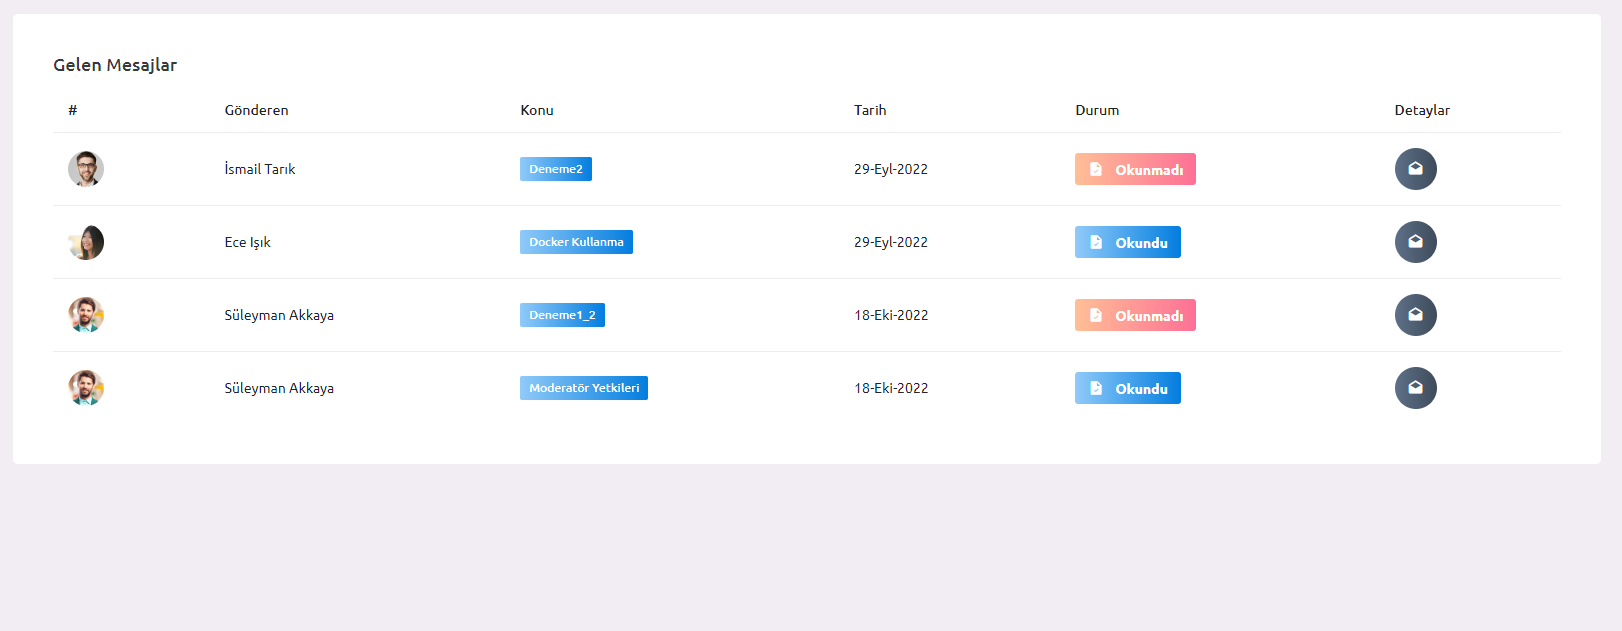 Gelen Mesajlar
# Gönderen Konu Tarih Durum Detaylar
İsmail Tarık Deneme2 29-Eyl-2022 Okunmadı
Ece Işık Docker Kullanma 29-Eyl-2022 Okundu
Süleyman Akkaya Deneme1_2 18-Eki-2022 Okunmadı
Süleyman Akkaya Moderatör Yetkileri 18-Eki-2022 Okundu